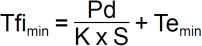 Tfi_min = Pd / (K x S) + Te_min